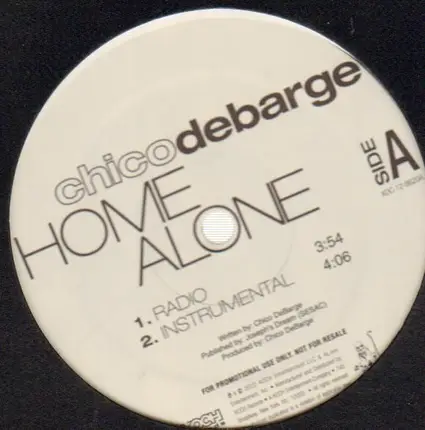 chicodebarge
HOME
ALONE
SIDE A
1. RADIO 3:54
2. INSTRUMENTAL 4:06
Written by: Chico DeBarge
Published by: Joseph's Dream (SESAC)
Produced by: Chico DeBarge
FOR PROMOTIONAL USE ONLY. NOT FOR RESALE
KOCH